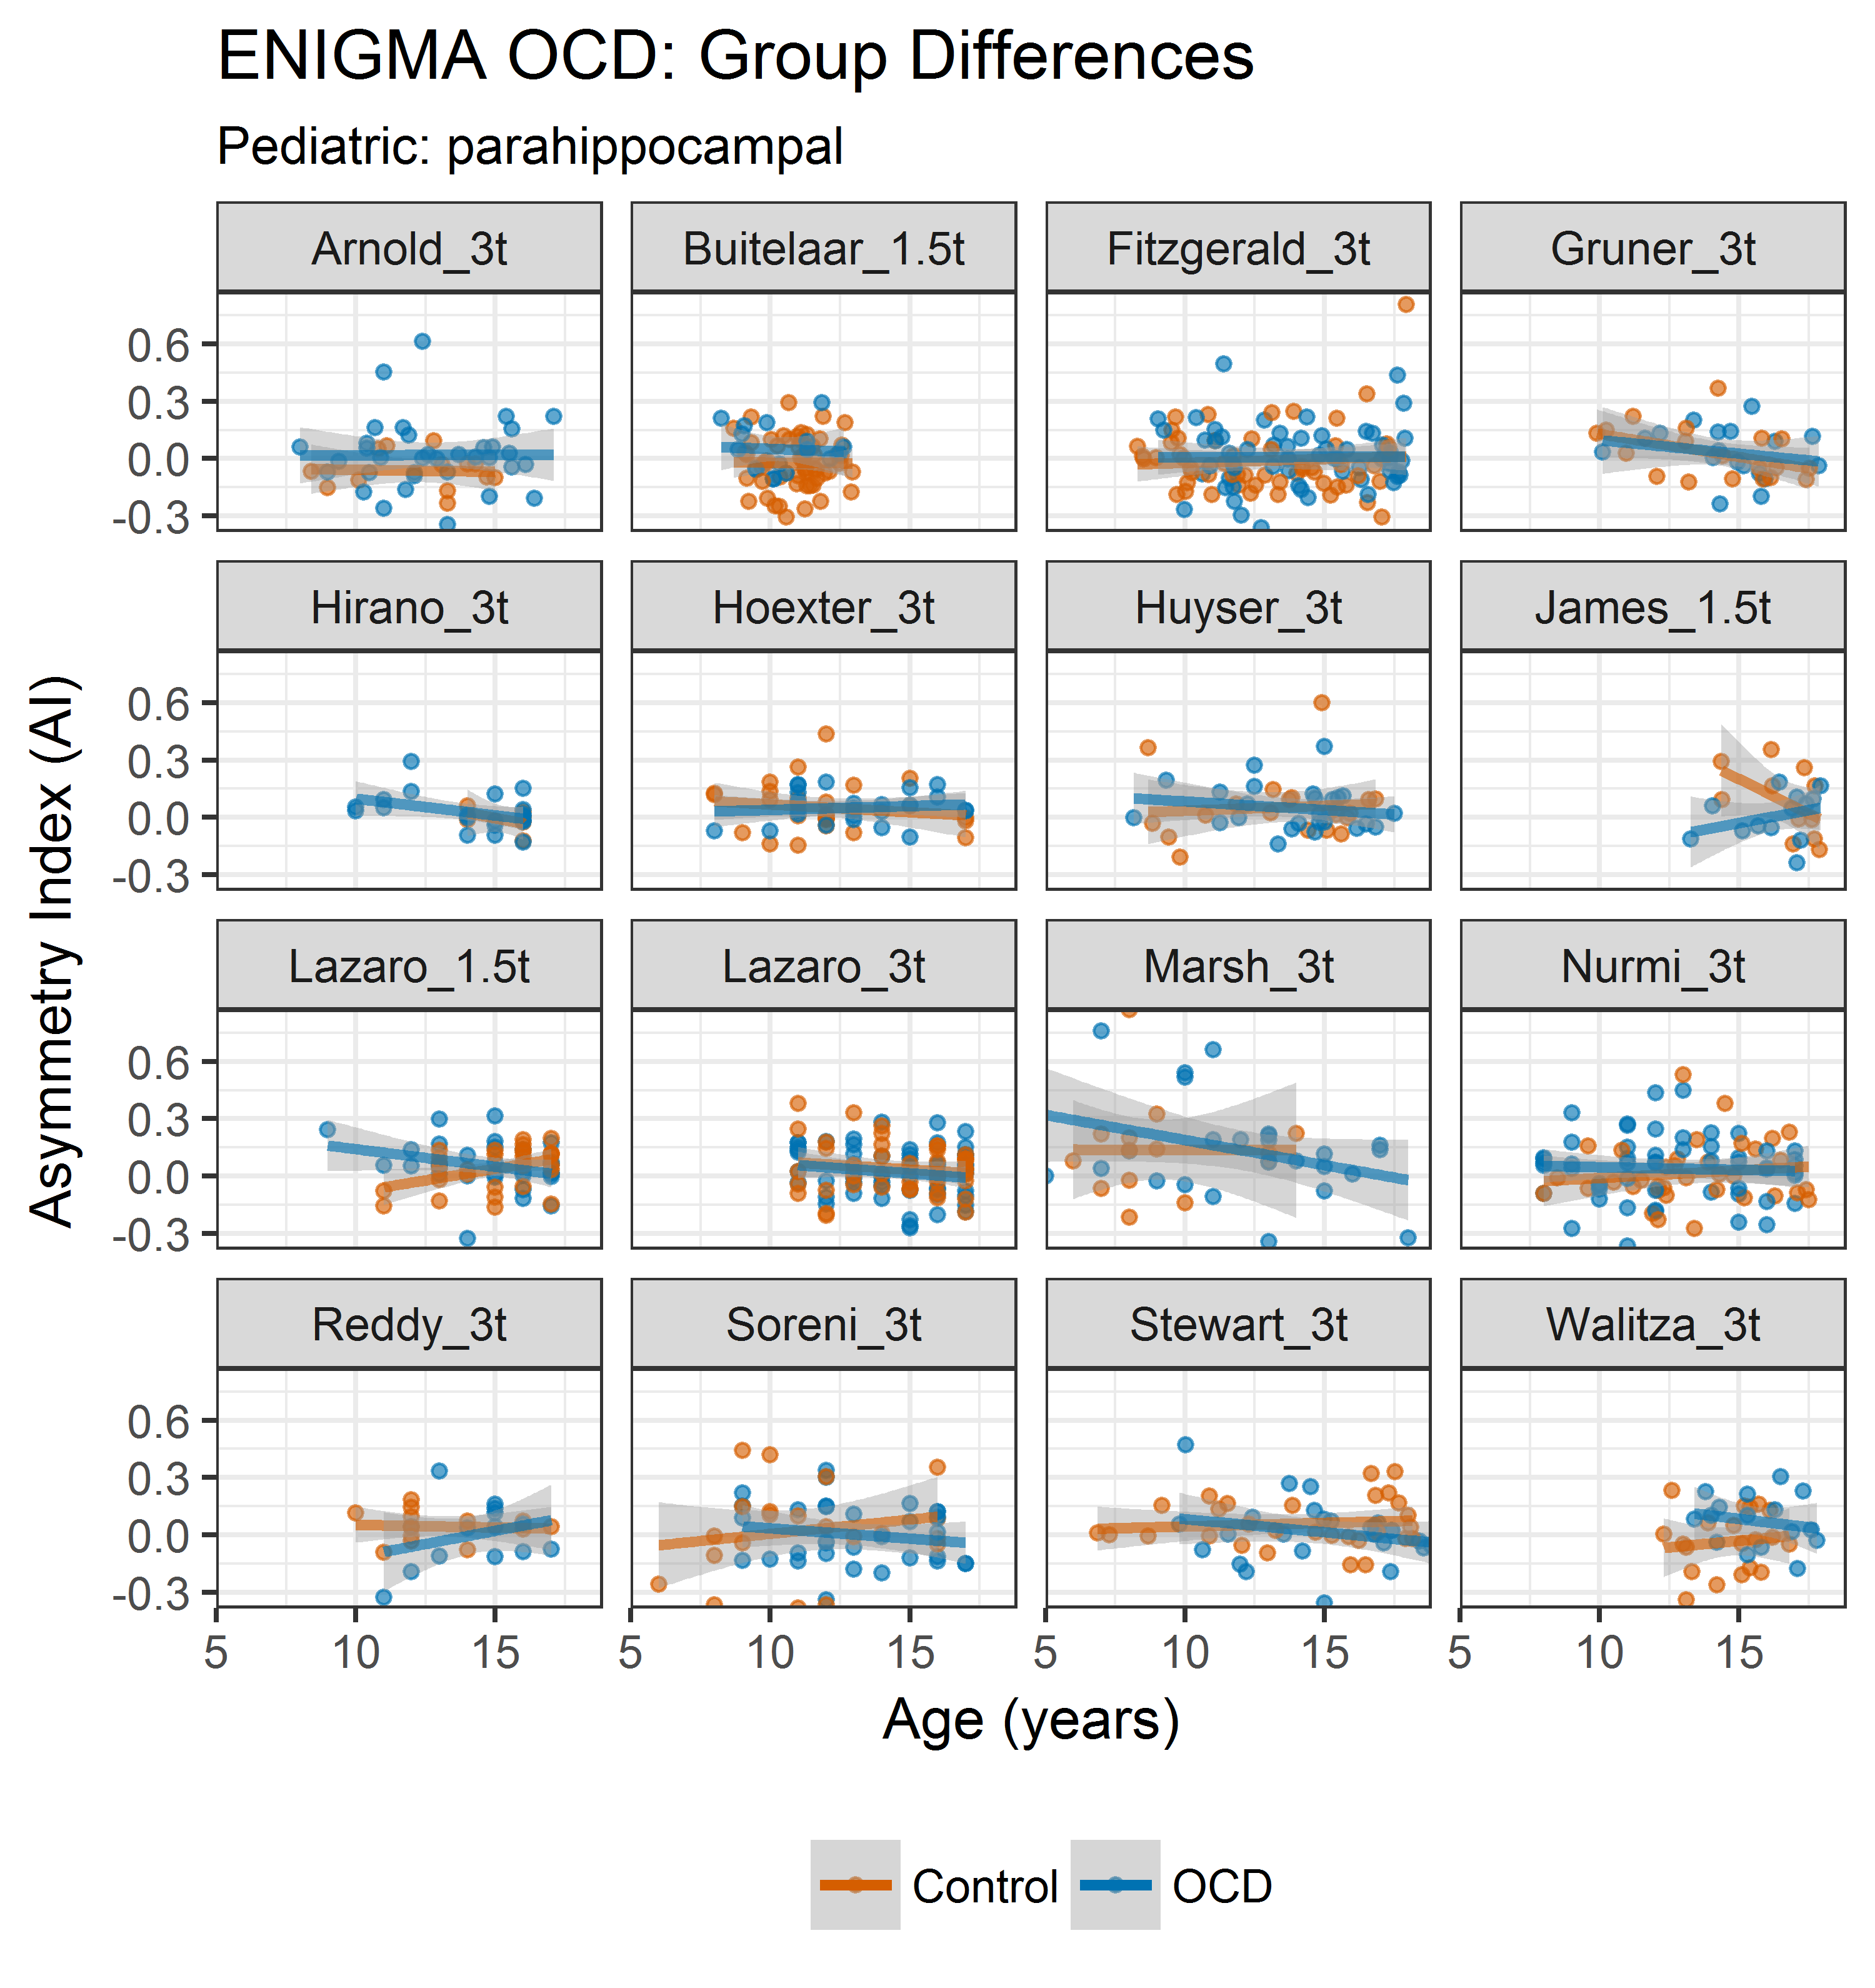 ENIGMA OCD: Group Differences
Pediatric: parahippocampal
Arnold_3t Buitelaar_1.5t Fitzgerald_3t Gruner_3t
0.6
0.3
0.0
-0.3
Hirano_3t Hoexter_3t Huyser_3t James_1.5t
0.6
0.3
0.0
-0.3
Asymmetry Index (AI)
Lazaro_1.5t Lazaro_3t Marsh_3t Nurmi_3t
0.6
0.3
0.0
-0.3
Reddy_3t Soreni_3t Stewart_3t Walitza_3t
0.6
0.3
0.0
-0.3
5 10 15 5 10 15 5 10 15 5 10 15
Age (years)
Control OCD